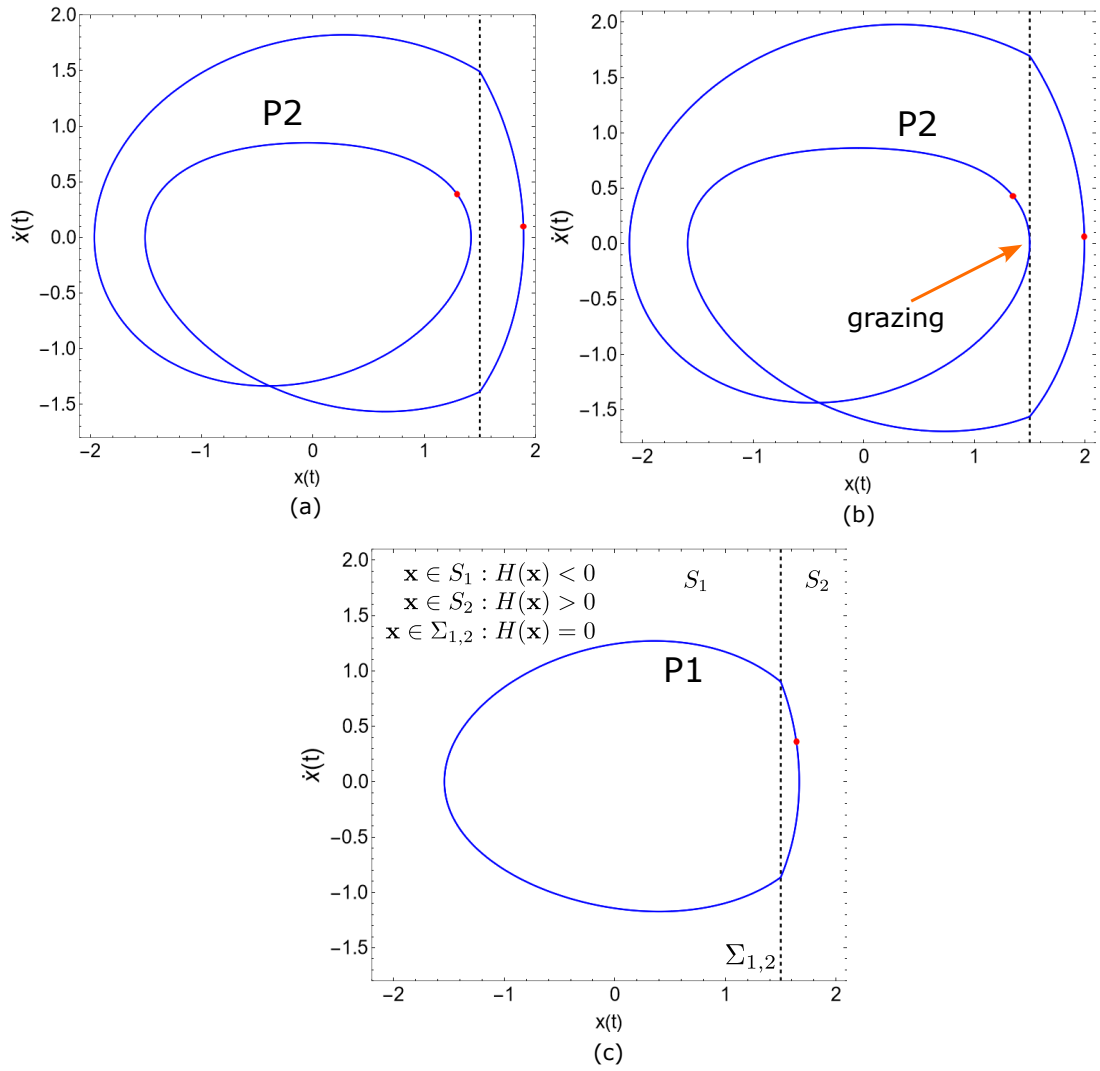 2.0
1.5
1.0
0.5
0.0
−0.5
−1.0
−1.5
ẋ(t)
P2
−2
−1
0
1
2
x(t)
(a)
2.0
1.5
1.0
0.5
0.0
−0.5
−1.0
−1.5
ẋ(t)
P2
grazing
−2
−1
0
1
2
x(t)
(b)
2.0
1.5
1.0
0.5
0.0
−0.5
−1.0
−1.5
ẋ(t)
x ∈ S₁ : H(x) < 0
x ∈ S₂ : H(x) > 0
x ∈ Σ₁,₂ : H(x) = 0
S₁
S₂
P1
Σ₁,₂
−2
−1
0
1
2
x(t)
(c)